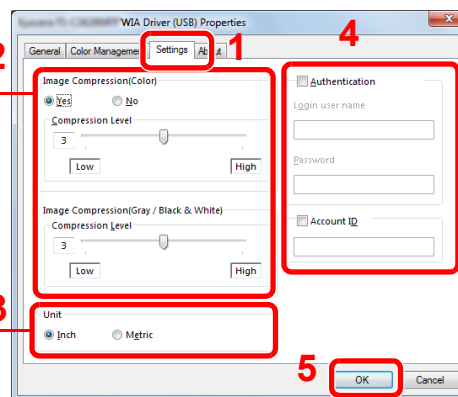 WIA Driver (USB) Properties
General Color Management Settings About
1
2
Image Compression(Color)
Yes No
Compression Level
3
Low High
Image Compression(Gray / Black & White)
Compression Level
3
Low High
3
Unit
Inch Metric
4
Authentication
Login user name
Password
Account ID
5
OK Cancel